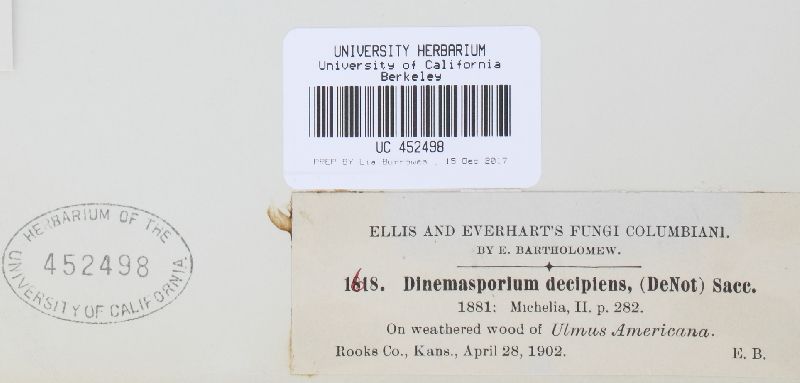 UNIVERSITY HERBARIUM
University of California
Berkeley
UC 452498
PREP BY Lia Burrowes , 15 Dec 2017
HERBARIUM OF THE
452498
UNIVERSITY OF CALIFORNIA.
ELLIS AND EVERHART'S FUNGI COLUMBIANI.
BY E. BARTHOLOMEW.
1618. Dinemasporium decipiens, (DeNot) Sacc.
1881: Michelia, II. p. 282.
On weathered wood of Ulmus Americana.
Rooks Co., Kans., April 28, 1902. E. B.